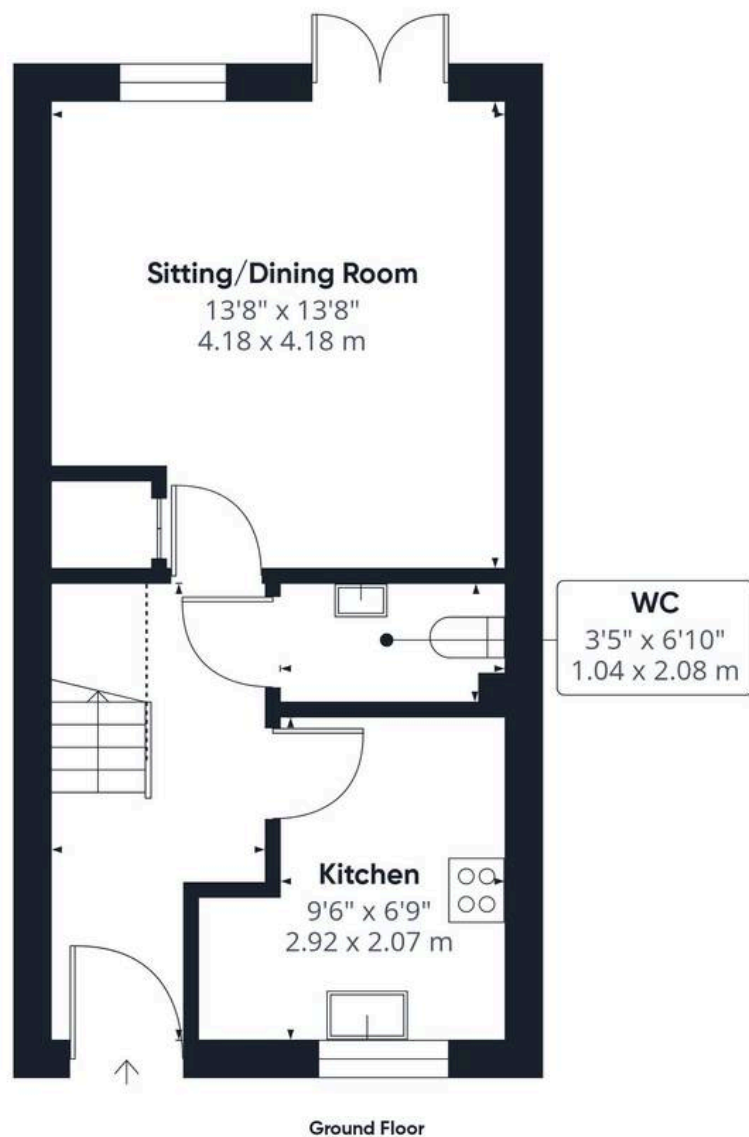 Sitting/Dining Room
13'8" x 13'8"
4.18 x 4.18 m
WC
3'5" x 6'10"
1.04 x 2.08 m
Kitchen
9'6" x 6'9"
2.92 x 2.07 m
Ground Floor